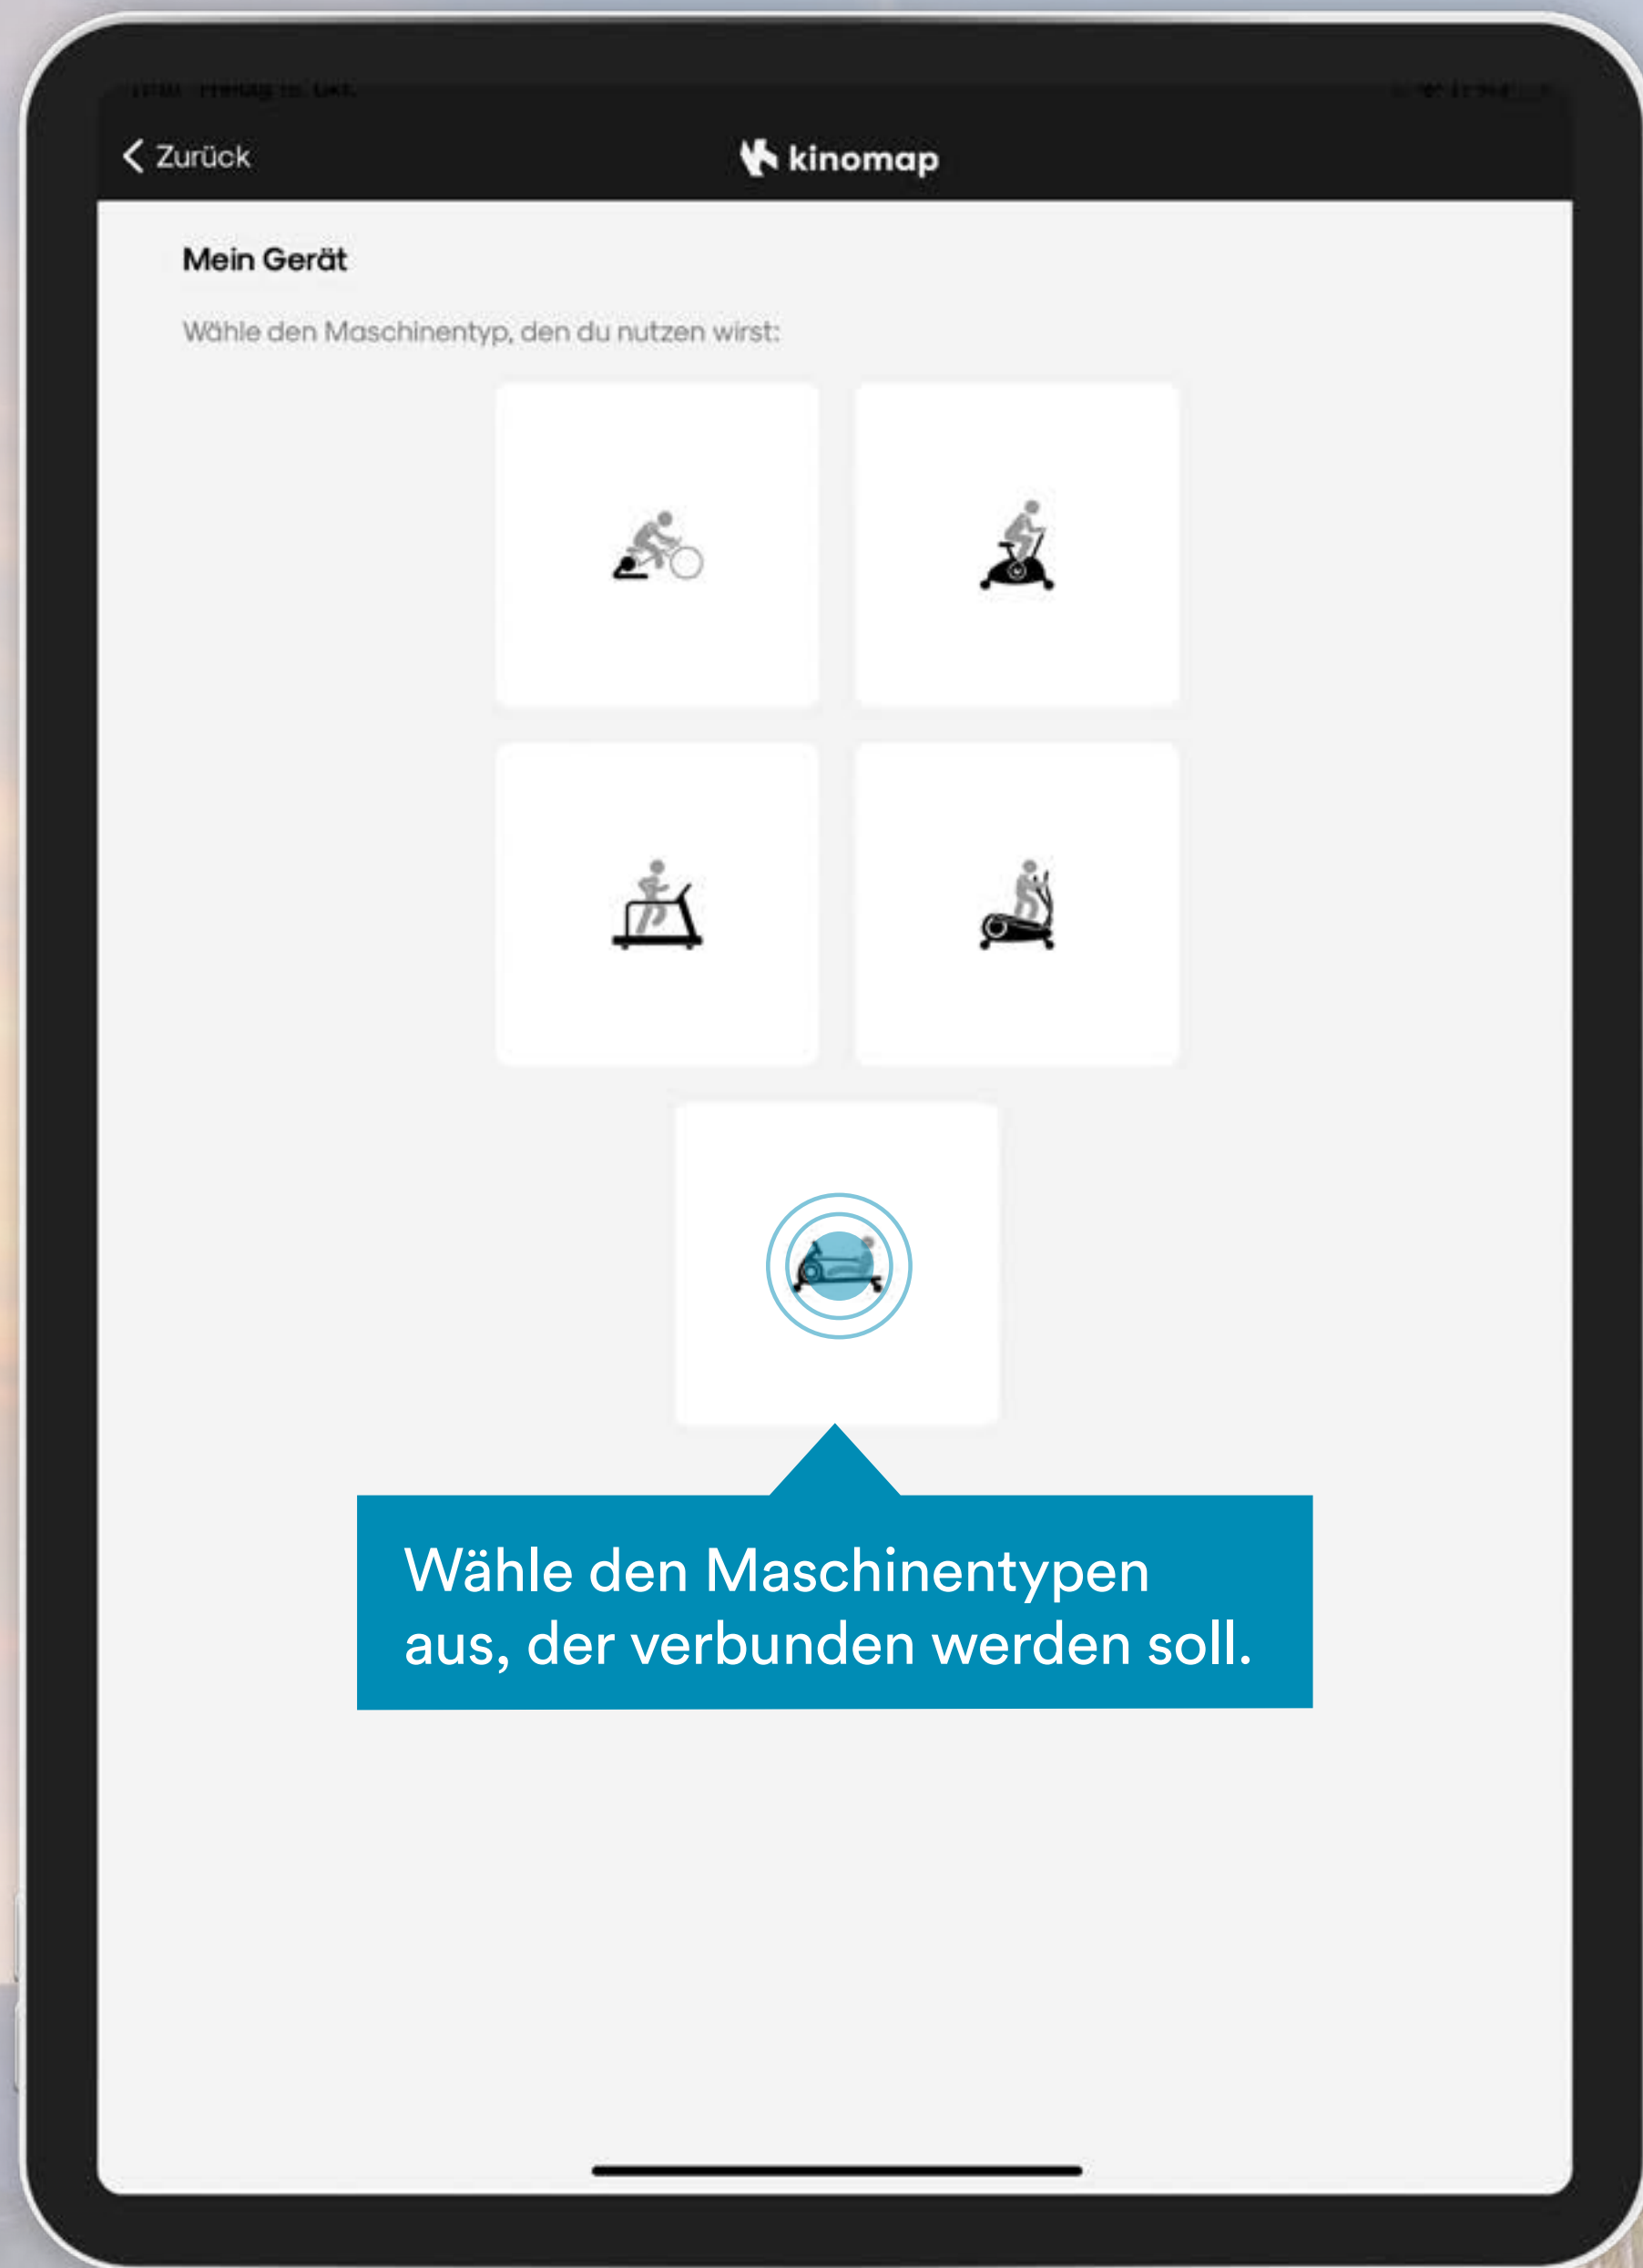 Zurück
kinomap
Mein Gerät
Wähle den Maschinentyp, den du nutzen wirst:
Wähle den Maschinentypen
aus, der verbunden werden soll.